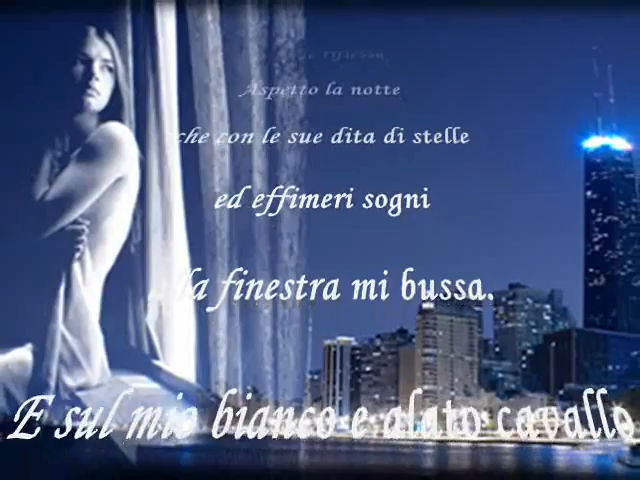 Aspetto la notte
che con le sue dita di stelle
ed effimeri sogni
alla finestra mi bussa.
E sul mio bianco e alato cavallo